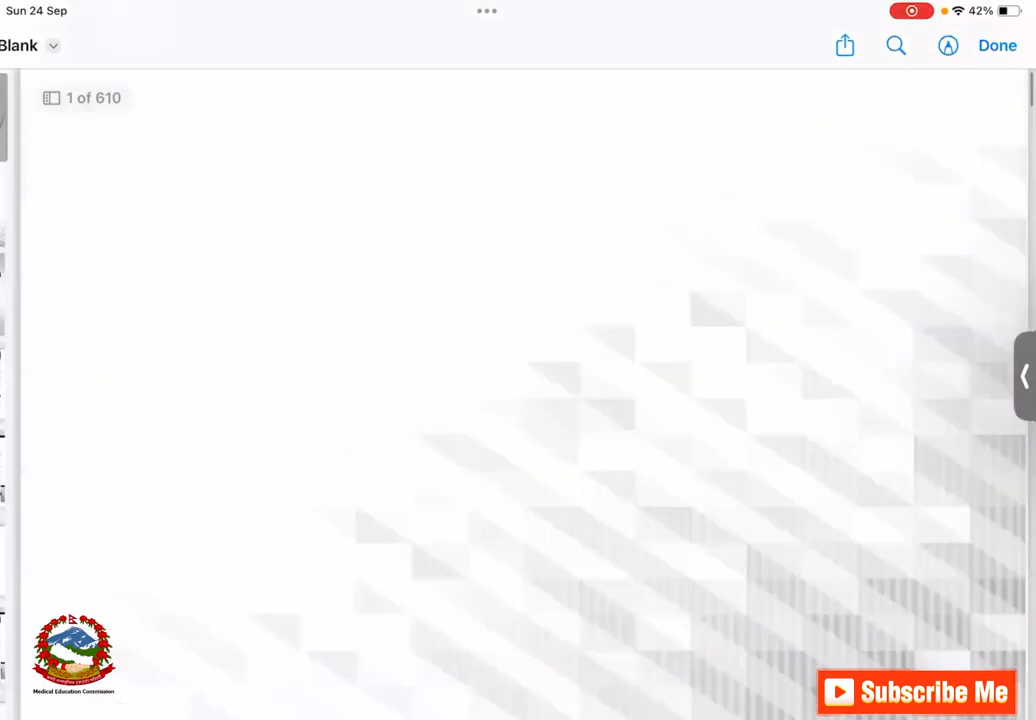 Sun 24 Sep
42%
Blank
Done
1 of 610
Medical Education Commission
Subscribe Me